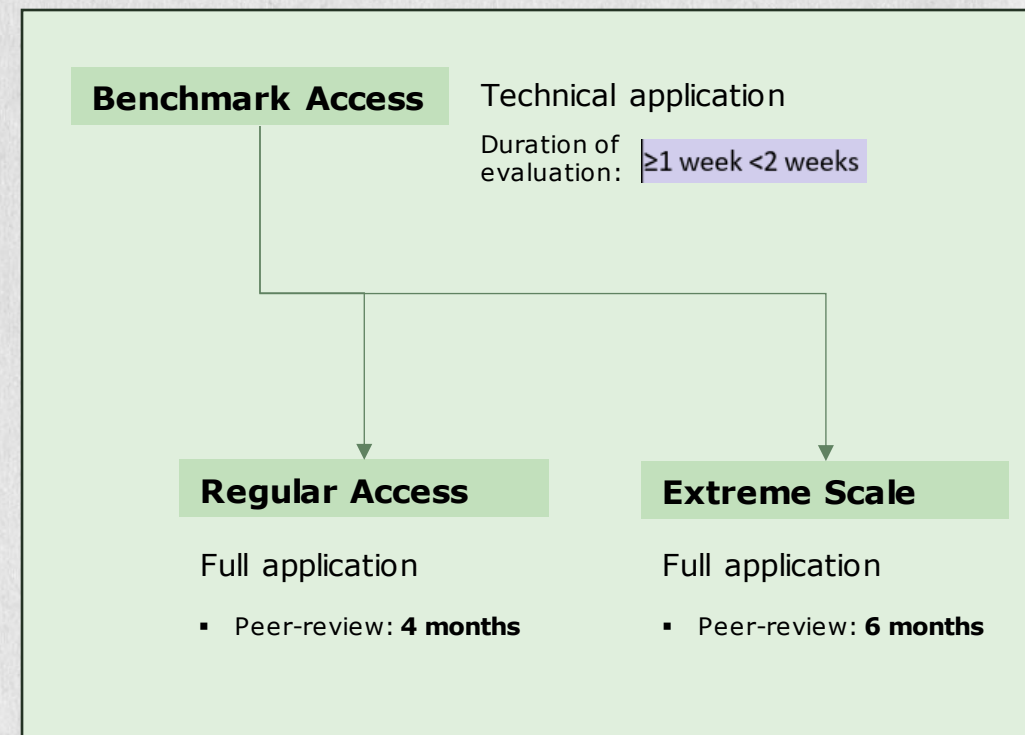 Benchmark Access
Technical application
Duration of
evaluation:
≥1 week <2 weeks
Regular Access
Full application
▪ Peer-review: 4 months
Extreme Scale
Full application
▪ Peer-review: 6 months